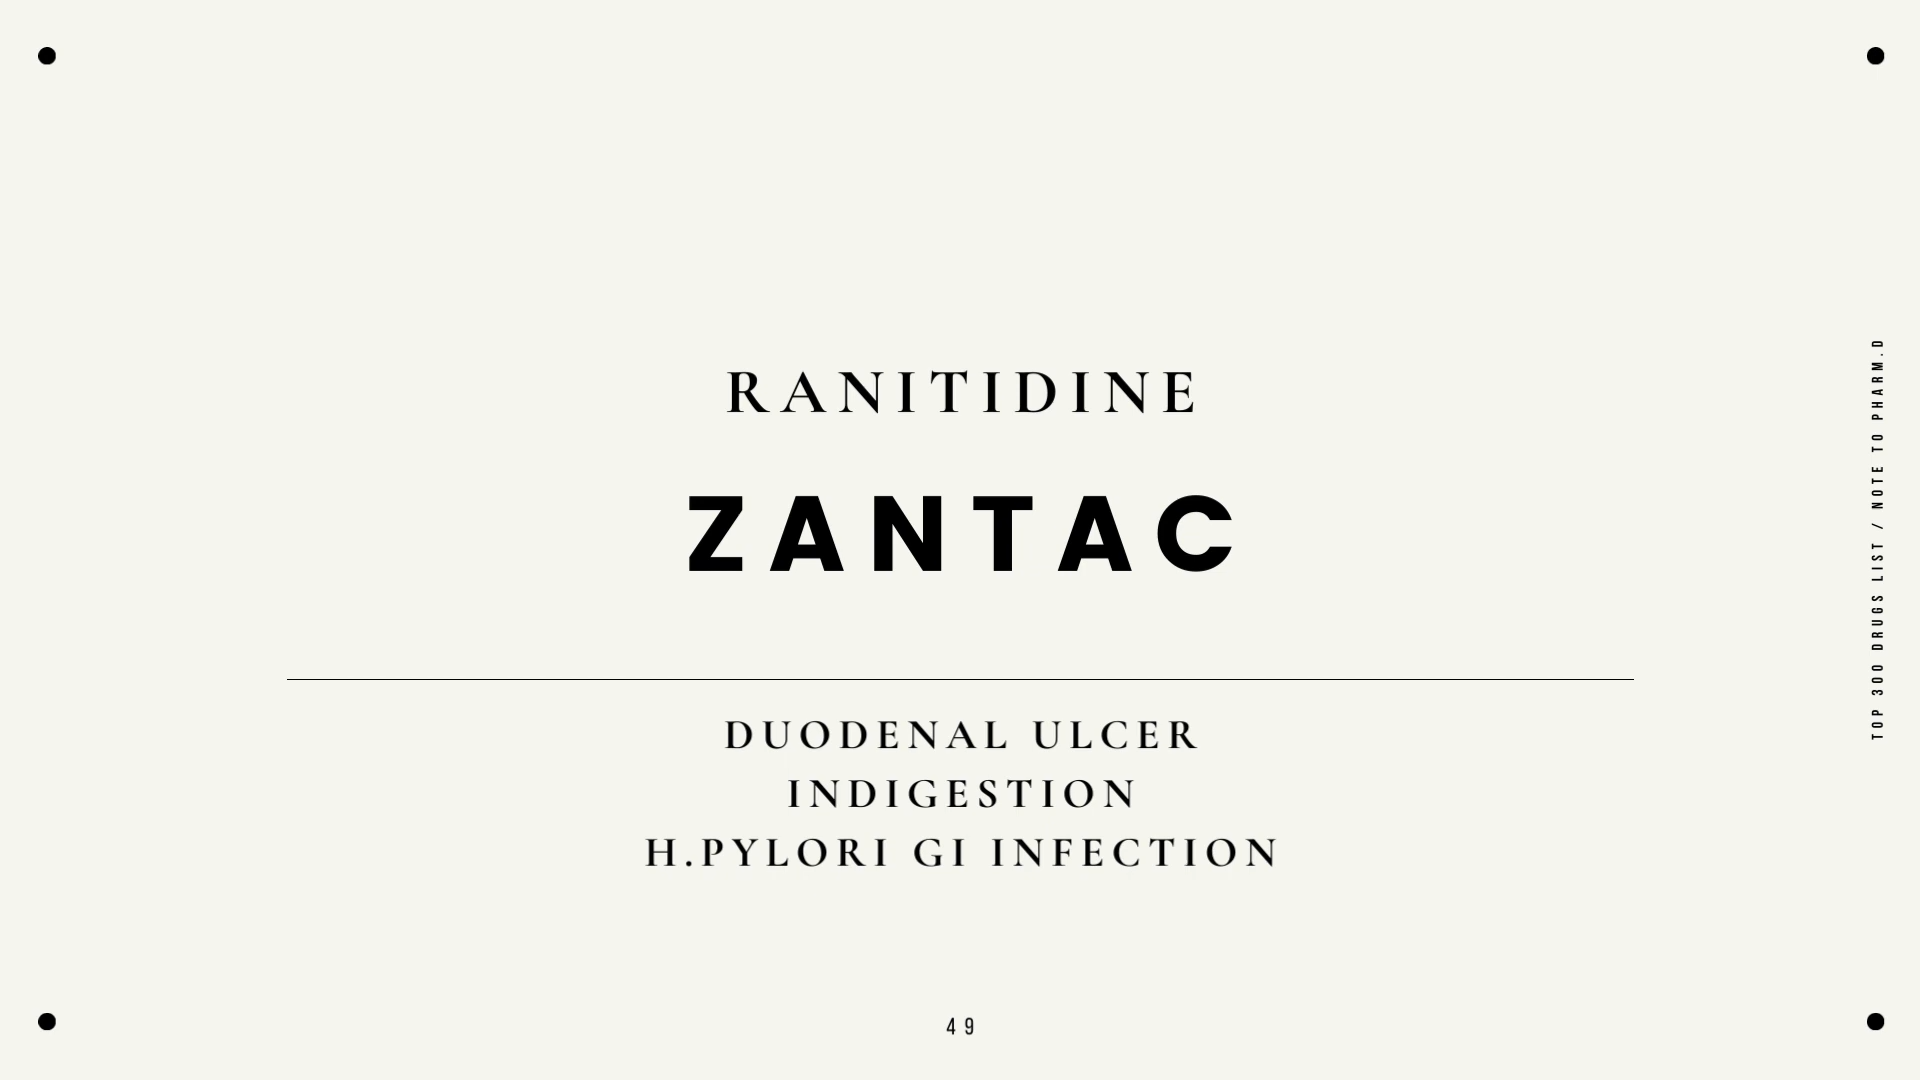 RANITIDINE
ZANTAC
DUODENAL ULCER
INDIGESTION
H.PYLORI GI INFECTION
49
TOP 300 DRUGS LIST / NOTE TO PHARM.D